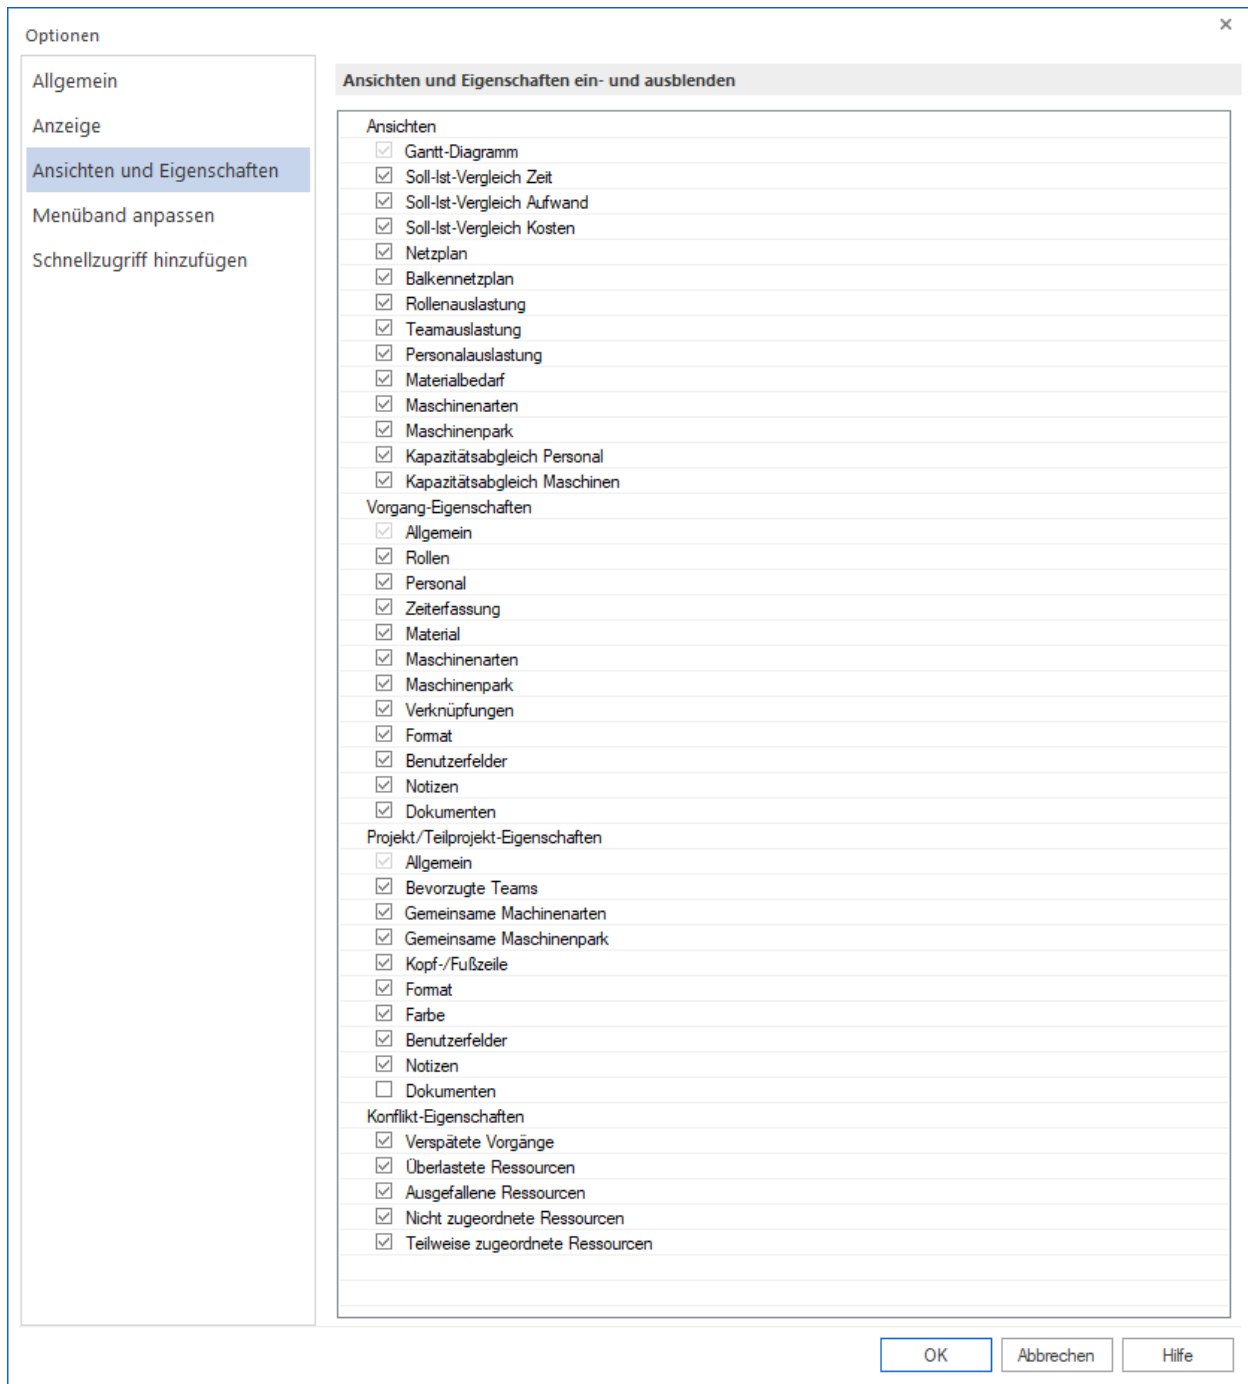 Optionen
Allgemein
Anzeige
Ansichten und Eigenschaften
Menüband anpassen
Schnellzugriff hinzufügen
Ansichten und Eigenschaften ein- und ausblenden
Ansichten
Gantt-Diagramm
Soll-Ist-Vergleich Zeit
Soll-Ist-Vergleich Aufwand
Soll-Ist-Vergleich Kosten
Netzplan
Balkennetzplan
Rollenauslastung
Teamauslastung
Personalauslastung
Materialbedarf
Maschinenarten
Maschinenpark
Kapazitätsabgleich Personal
Kapazitätsabgleich Maschinen
Vorgang-Eigenschaften
Allgemein
Rollen
Personal
Zeiterfassung
Material
Maschinenarten
Maschinenpark
Verknüpfungen
Format
Benutzerfelder
Notizen
Dokumenten
Projekt/Teilprojekt-Eigenschaften
Allgemein
Bevorzugte Teams
Gemeinsame Machinenarten
Gemeinsame Maschinenpark
Kopf-/Fußzeile
Format
Farbe
Benutzerfelder
Notizen
Dokumenten
Konflikt-Eigenschaften
Verspätete Vorgänge
Überlastete Ressourcen
Ausgefallene Ressourcen
Nicht zugeordnete Ressourcen
Teilweise zugeordnete Ressourcen
OK
Abbrechen
Hilfe